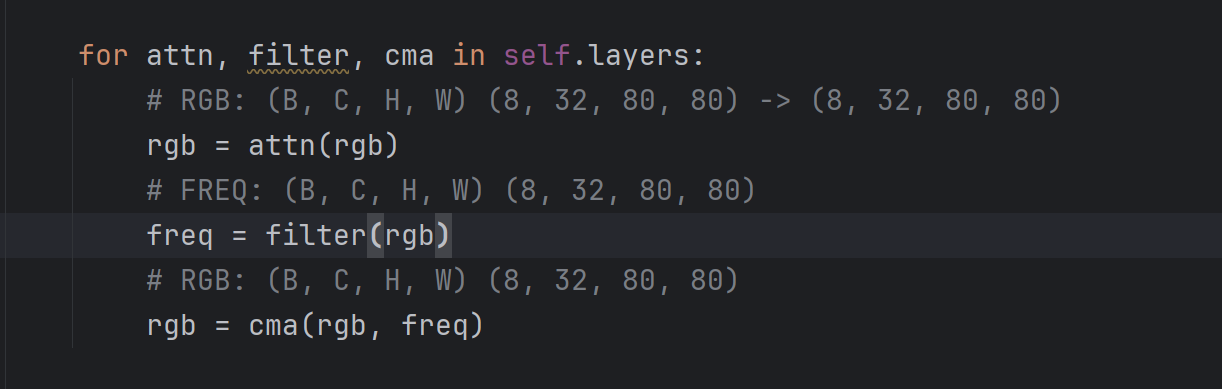 for attn, filter, cma in self.layers:
# RGB: (B, C, H, W) (8, 32, 80, 80) -> (8, 32, 80, 80)
rgb = attn(rgb)
# FREQ: (B, C, H, W) (8, 32, 80, 80)
freq = filter(rgb)
# RGB: (B, C, H, W) (8, 32, 80, 80)
rgb = cma(rgb, freq)